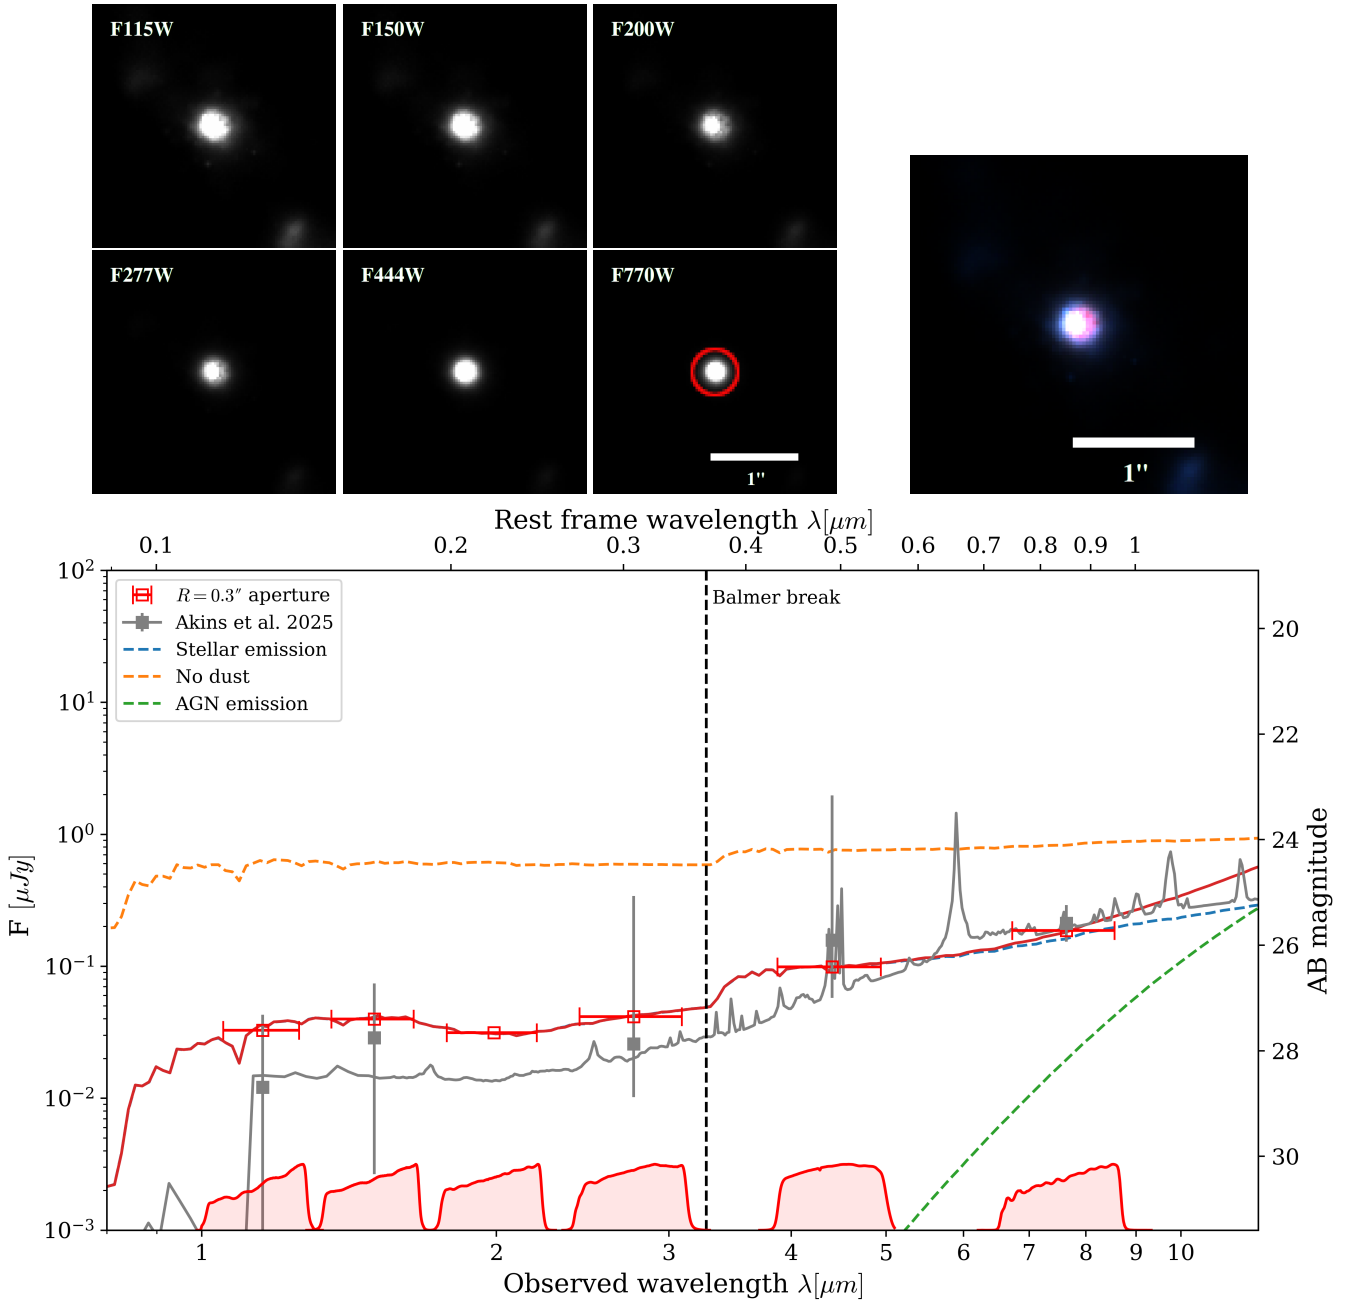 F115W
F150W
F200W
F277W
F444W
F770W
1"
1"
Rest frame wavelength λ[μm]
0.1 0.2 0.3 0.4 0.5 0.6 0.7 0.8 0.9 1
R = 0.3″ aperture
Akins et al. 2025
Stellar emission
No dust
AGN emission
Balmer break
F [μJy]
10² 10¹ 10⁰ 10⁻¹ 10⁻² 10⁻³
AB magnitude
20 22 24 26 28 30
1 2 3 4 5 6 7 8 9 10
Observed wavelength λ[μm]